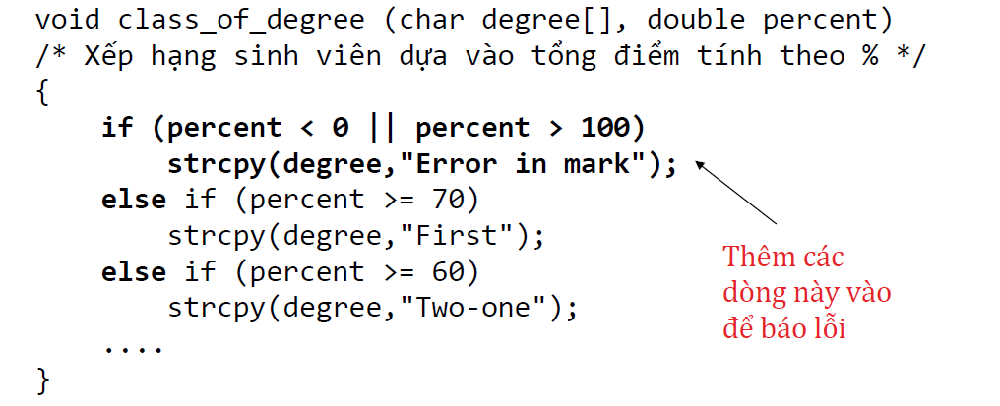 void class_of_degree (char degree[], double percent)
/* Xếp hạng sinh viên dựa vào tổng điểm tính theo % */
{
    if (percent < 0 || percent > 100)
        strcpy(degree,"Error in mark");
    else if (percent >= 70)
        strcpy(degree,"First");
    else if (percent >= 60)
        strcpy(degree,"Two-one");
    ....
}
Thêm các
dòng này vào
để báo lỗi